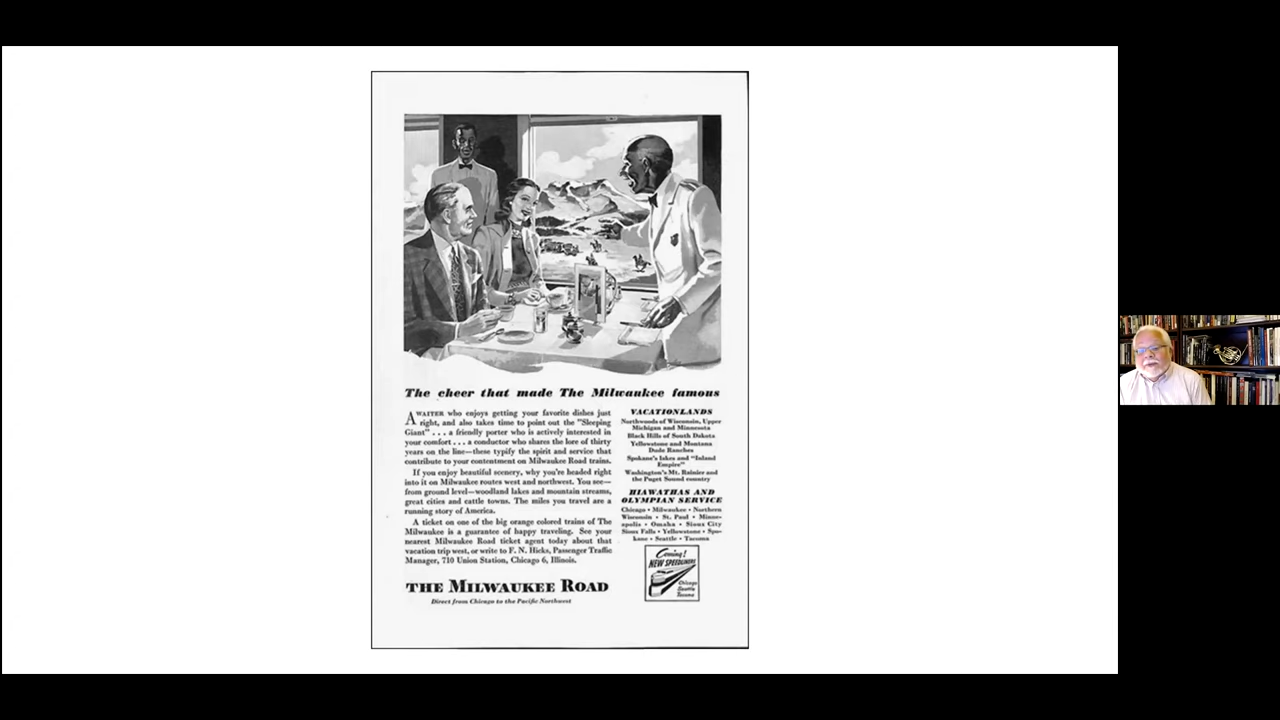 The cheer that made The Milwaukee famous
A WAITER who enjoys getting your favorite dishes just
right, and also takes time to point out the "Sleeping
Giant" . . . a friendly porter who is actively interested in
your comfort . . . a conductor who shares the lore of thirty
years on the line—these typify the spirit and service that
contribute to your contentment on Milwaukee Road trains.
If you enjoy beautiful scenery, why you're headed right
into it on Milwaukee routes west and northwest. You see—
from ground level—woodland lakes and mountain streams,
great cities and cattle towns. The miles you travel are a
running story of America.
A ticket on one of the big orange colored trains of The
Milwaukee is a guarantee of happy traveling. See your
nearest Milwaukee Road ticket agent today about that
vacation trip west, or write to F. N. Hicks, Passenger Traffic
Manager, 710 Union Station, Chicago 6, Illinois.
THE MILWAUKEE ROAD
Direct from Chicago to the Pacific Northwest
VACATIONLANDS
Northwoods of Wisconsin, Upper
Michigan and Minnesota
Black Hills of South Dakota
Yellowstone and Montana
Dude Ranches
Spokane's lakes and "Inland
Empire"
Washington's Mt. Rainier and
the Puget Sound country
HIAWATHAS AND
OLYMPIAN SERVICE
Chicago • Milwaukee • Northern
Wisconsin • St. Paul • Minne-
apolis • Omaha • Sioux City
Sioux Falls • Yellowstone • Spo-
kane • Seattle • Tacoma
Coming!
NEW SPEEDLINERS
Chicago
Seattle
Tacoma